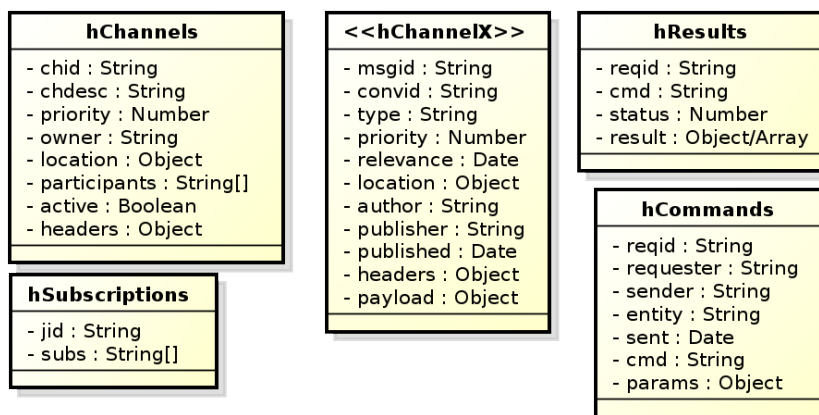 hChannels
- chid : String
- chdesc : String
- priority : Number
- owner : String
- location : Object
- participants : String[]
- active : Boolean
- headers : Object
hSubscriptions
- jid : String
- subs : String[]
<<hChannelX>>
- msgid : String
- convid : String
- type : String
- priority : Number
- relevance : Date
- location : Object
- author : String
- publisher : String
- published : Date
- headers : Object
- payload : Object
hResults
- reqid : String
- cmd : String
- status : Number
- result : Object/Array
hCommands
- reqid : String
- requester : String
- sender : String
- entity : String
- sent : Date
- cmd : String
- params : Object